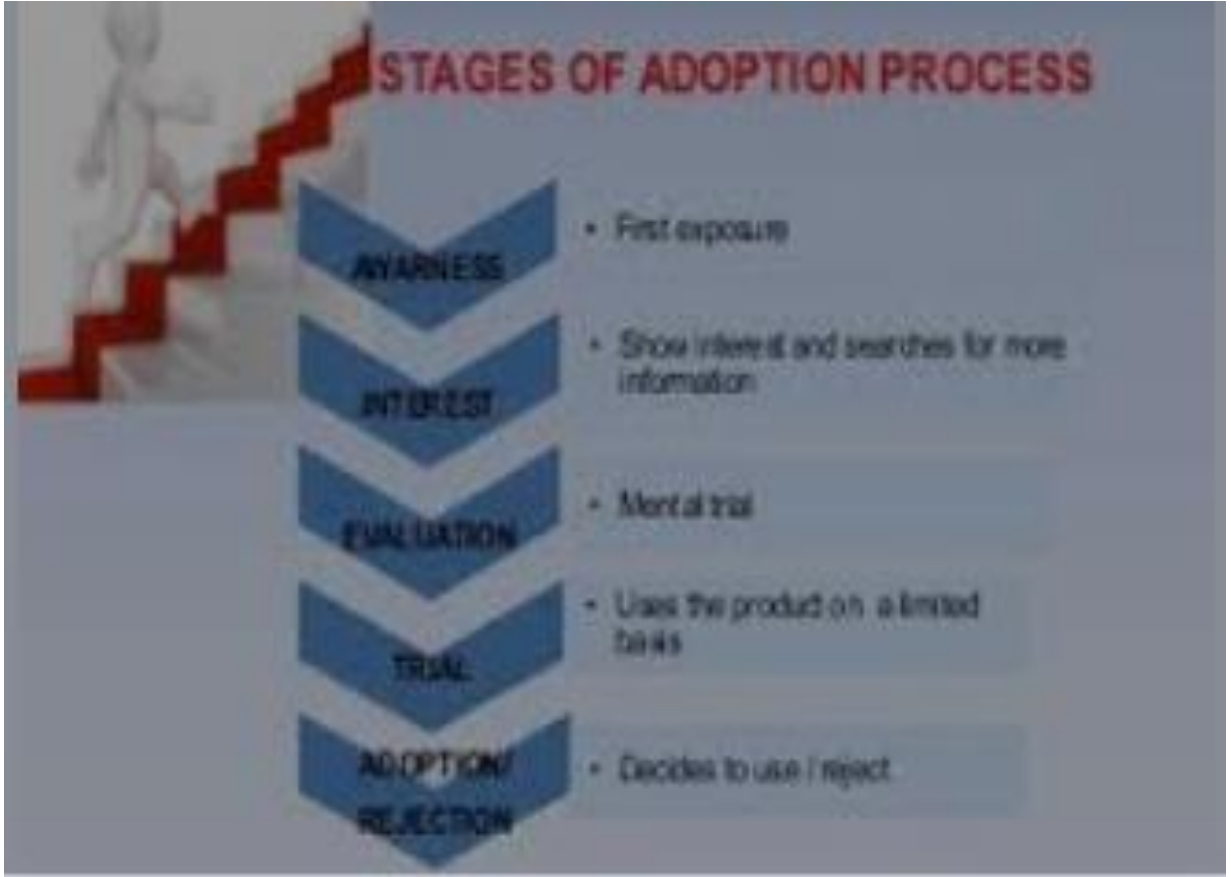 STAGES OF ADOPTION PROCESS
AWARNESS
• First exposure
INTEREST
• Show interest and searches for more
information
EVALUATION
• Mental trial
TRIAL
• Uses the product on a limited
basis
ADOPTION/
REJECTION
• Decides to use / reject